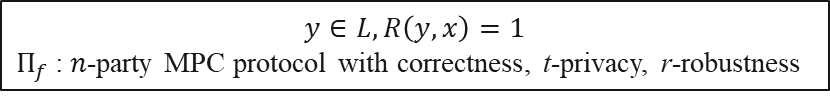 y ∈ L, R(y, x) = 1
Π_f : n-party MPC protocol with correctness, t-privacy, r-robustness